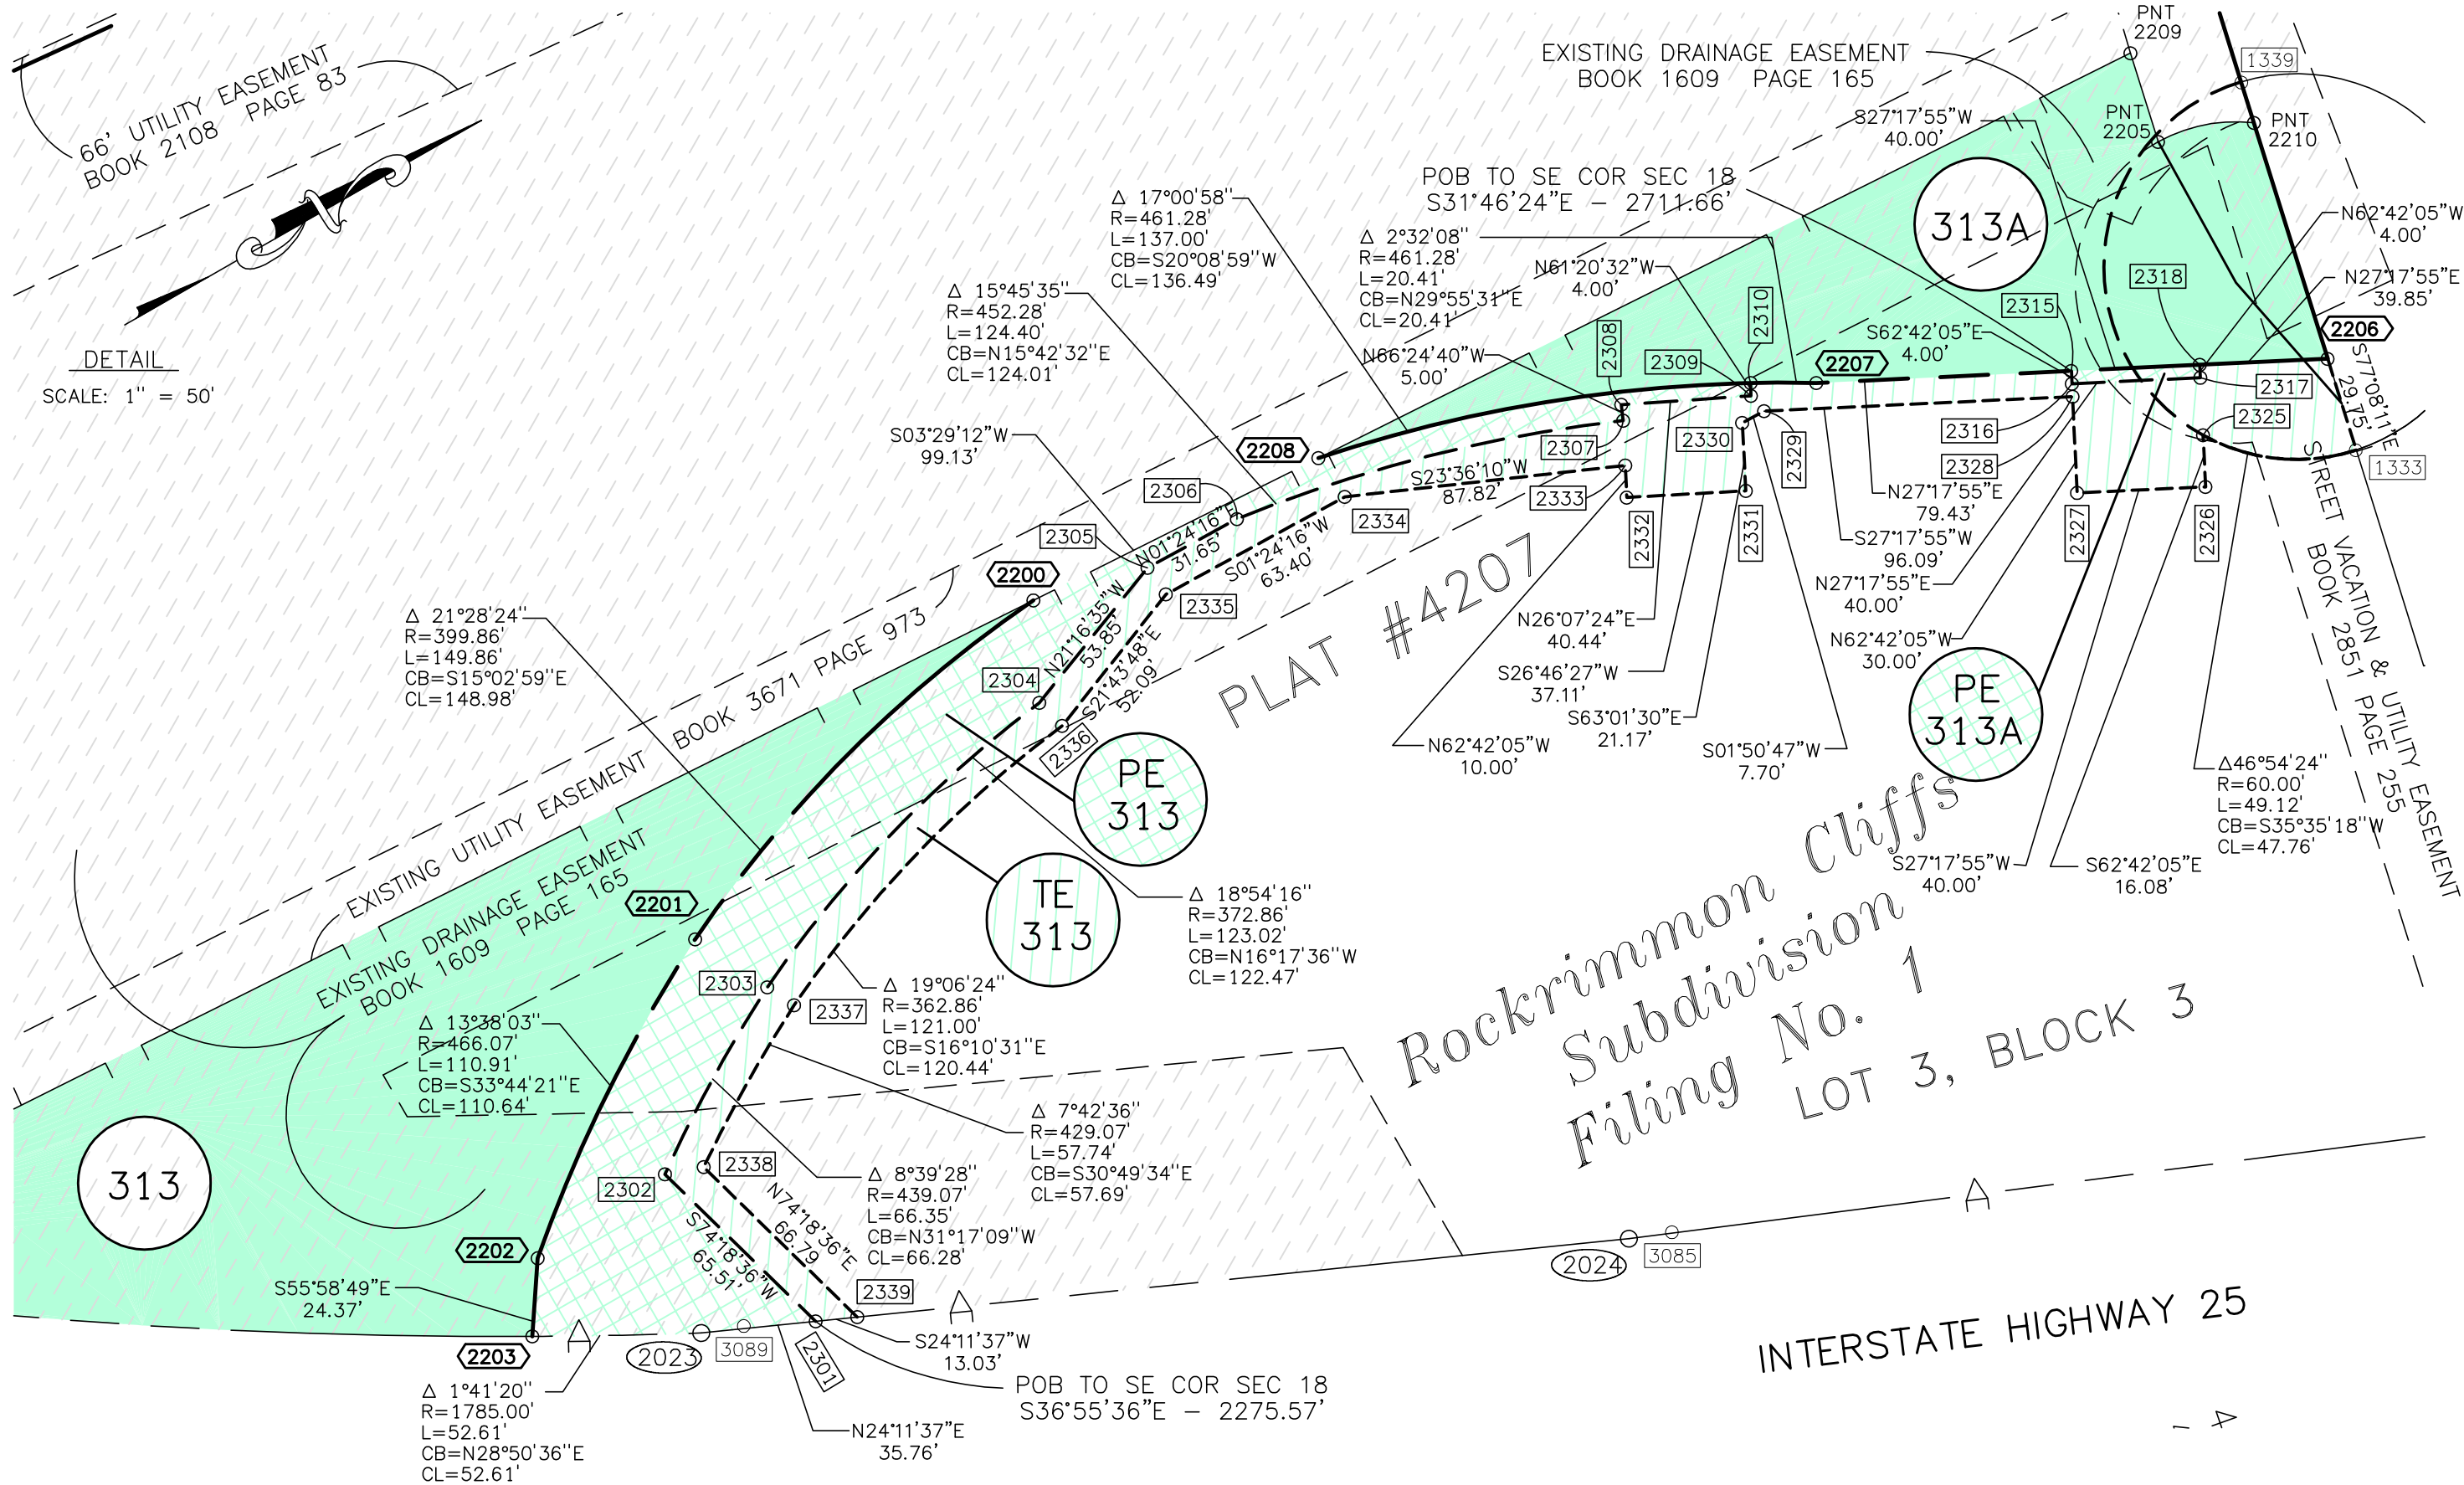 66' UTILITY EASEMENT
BOOK 2108 PAGE 83
N
DETAIL
SCALE: 1" = 50'
EXISTING DRAINAGE EASEMENT
BOOK 1609 PAGE 165
PNT
2209
1339
PNT
2205
PNT
2210
S27°17'55"W
40.00'
POB TO SE COR SEC 18
S31°46'24"E – 2711.66'
313A
Δ 17°00'58"
R=461.28'
L=137.00'
CB=S20°08'59"W
CL=136.49'
Δ 2°32'08"
R=461.28'
L=20.41'
CB=N29°55'31"E
CL=20.41'
N61°20'32"W
4.00'
N62°42'05"W
4.00'
N27°17'55"E
39.85'
Δ 15°45'35"
R=452.28'
L=124.40'
CB=N15°42'32"E
CL=124.01'
N66°24'40"W
5.00'
2308
2309
2310
2315
2318
S62°42'05"E
4.00'
2206
2207
2317
S77°08'11"E
29.75'
S03°29'12"W
99.13'
2208
2307
2330
2329
2316
2328
2325
1333
2306
S23°36'10"W
87.82'
2333
2334
2332
2331
2327
2326
N27°17'55"E
79.43'
S27°17'55"W
96.09'
N27°17'55"E
40.00'
2305
N01°24'16"E
31.65'
S01°24'16"W
63.40'
2200
2335
PLAT #4207
STREET VACATION & UTILITY EASEMENT
BOOK 2851 PAGE 255
N26°07'24"E
40.44'
S26°46'27"W
37.11'
S63°01'30"E
21.17'
N62°42'05"W
30.00'
Δ 21°28'24"
R=399.86'
L=149.86'
CB=S15°02'59"E
CL=148.98'
N21°16'35"W
53.85'
S21°43'48"E
52.09'
2304
2336
EXISTING UTILITY EASEMENT BOOK 3671 PAGE 973
PE
313A
N62°42'05"W
10.00'
S01°50'47"W
7.70'
PE
313
TE
313
Δ46°54'24"
R=60.00'
L=49.12'
CB=S35°35'18"W
CL=47.76'
S27°17'55"W
40.00'
S62°42'05"E
16.08'
EXISTING DRAINAGE EASEMENT
BOOK 1609 PAGE 165
2201
2303
2337
Δ 18°54'16"
R=372.86'
L=123.02'
CB=N16°17'36"W
CL=122.47'
Δ 19°06'24"
R=362.86'
L=121.00'
CB=S16°10'31"E
CL=120.44'
Rockrimmon Cliffs
Subdivision
Filing No. 1
LOT 3, BLOCK 3
Δ 13°38'03"
R=466.07'
L=110.91'
CB=S33°44'21"E
CL=110.64'
Δ 7°42'36"
R=429.07'
L=57.74'
CB=S30°49'34"E
CL=57.69'
313
2302
2338
Δ 8°39'28"
R=439.07'
L=66.35'
CB=N31°17'09"W
CL=66.28'
N74°18'36"E
66.79
S74°18'36"W
65.51'
2202
S55°58'49"E
24.37'
2339
2024
3085
A
A
A
2203
2023
3089
2301
S24°11'37"W
13.03'
INTERSTATE HIGHWAY 25
POB TO SE COR SEC 18
S36°55'36"E – 2275.57'
Δ 1°41'20"
R=1785.00'
L=52.61'
CB=N28°50'36"E
CL=52.61'
N24°11'37"E
35.76'